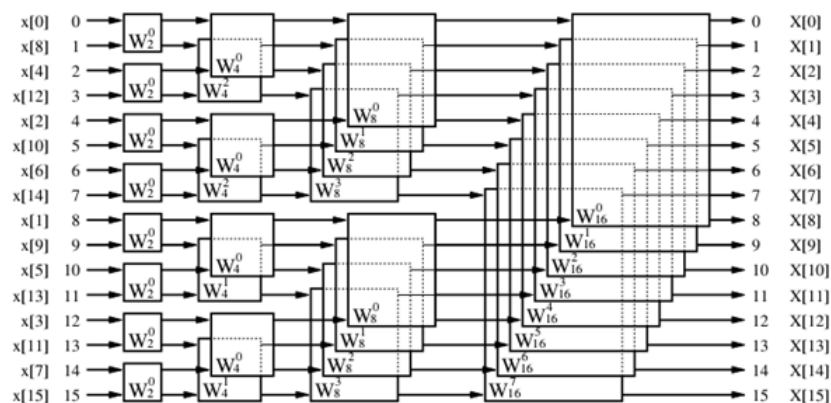 x[0] 0 0 X[0]
W₂⁰
x[8] 1 1 X[1]
W₄⁰
x[4] 2 2 X[2]
W₂⁰ W₄²
x[12] 3 3 X[3]
W₈⁰
x[2] 4 4 X[4]
W₂⁰ W₈¹
x[10] 5 5 X[5]
W₄⁰ W₈²
x[6] 6 6 X[6]
W₂⁰ W₄² W₈³
x[14] 7 7 X[7]
W₁₆⁰
x[1] 8 8 X[8]
W₂⁰ W₁₆¹
x[9] 9 9 X[9]
W₄⁰ W₁₆²
x[5] 10 10 X[10]
W₂⁰ W₄¹ W₁₆³
x[13] 11 11 X[11]
W₈⁰ W₁₆⁴
x[3] 12 12 X[12]
W₂⁰ W₈¹ W₁₆⁵
x[11] 13 13 X[13]
W₄⁰ W₈² W₁₆⁶
x[7] 14 14 X[14]
W₂⁰ W₄¹ W₈³ W₁₆⁷
x[15] 15 15 X[15]